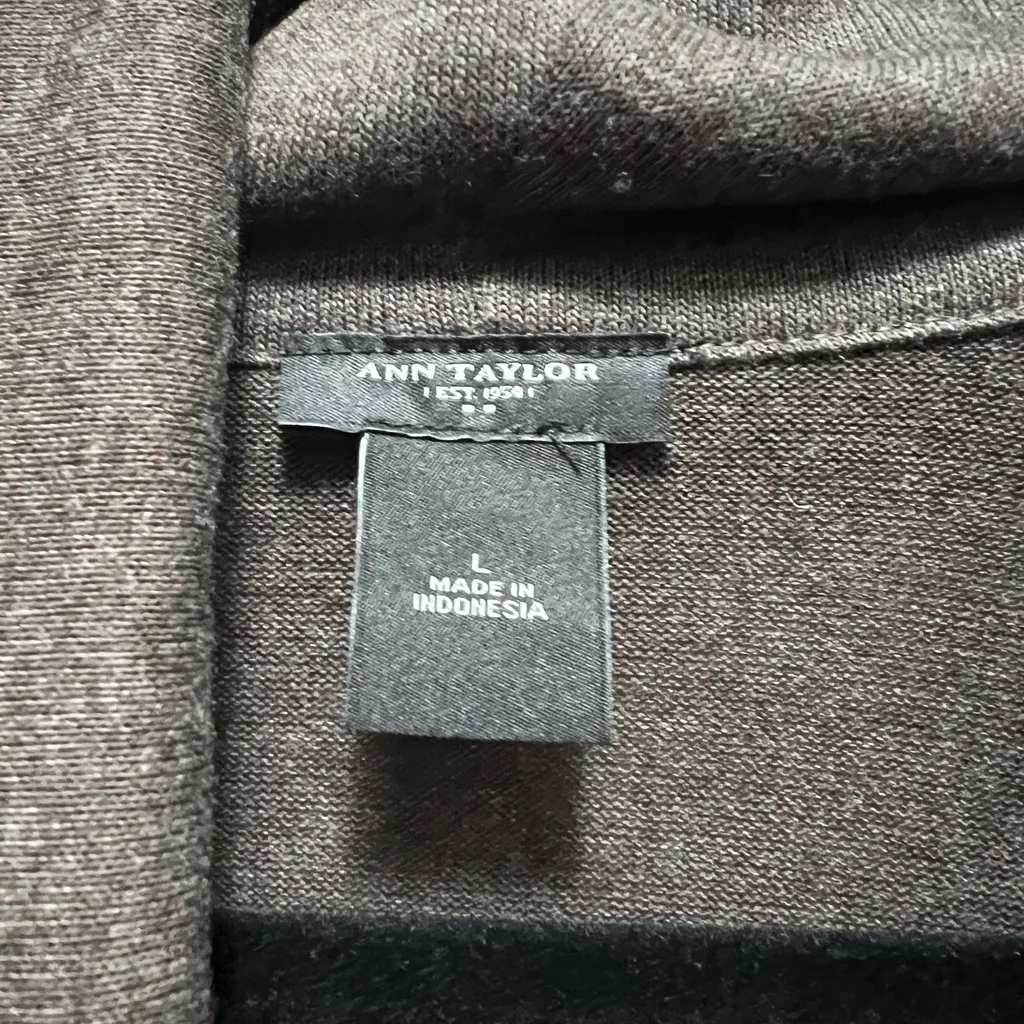 ANN TAYLOR
EST. 1954
L
MADE IN
INDONESIA